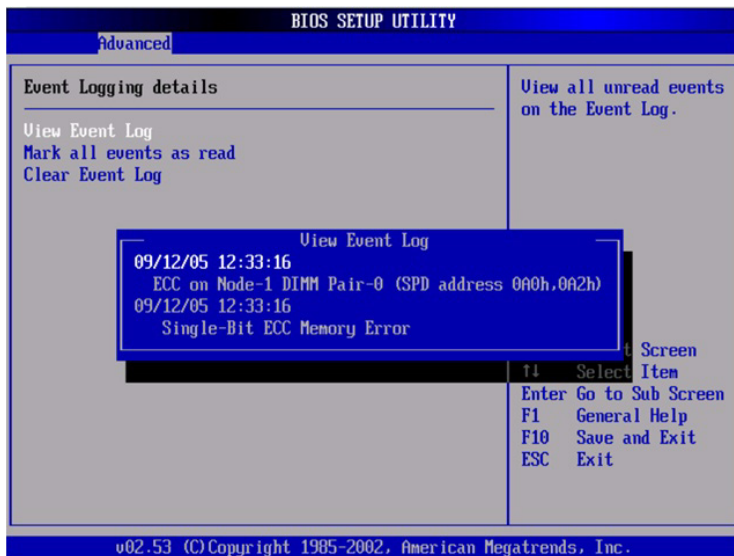 BIOS SETUP UTILITY
Advanced
Event Logging details
View Event Log
Mark all events as read
Clear Event Log
View all unread events
on the Event Log.
View Event Log
09/12/05 12:33:16
ECC on Node-1 DIMM Pair-0 (SPD address 0A0h,0A2h)
09/12/05 12:33:16
Single-Bit ECC Memory Error
Screen
↑↓ Select Item
Enter Go to Sub Screen
F1 General Help
F10 Save and Exit
ESC Exit
v02.53 (C)Copyright 1985-2002, American Megatrends, Inc.